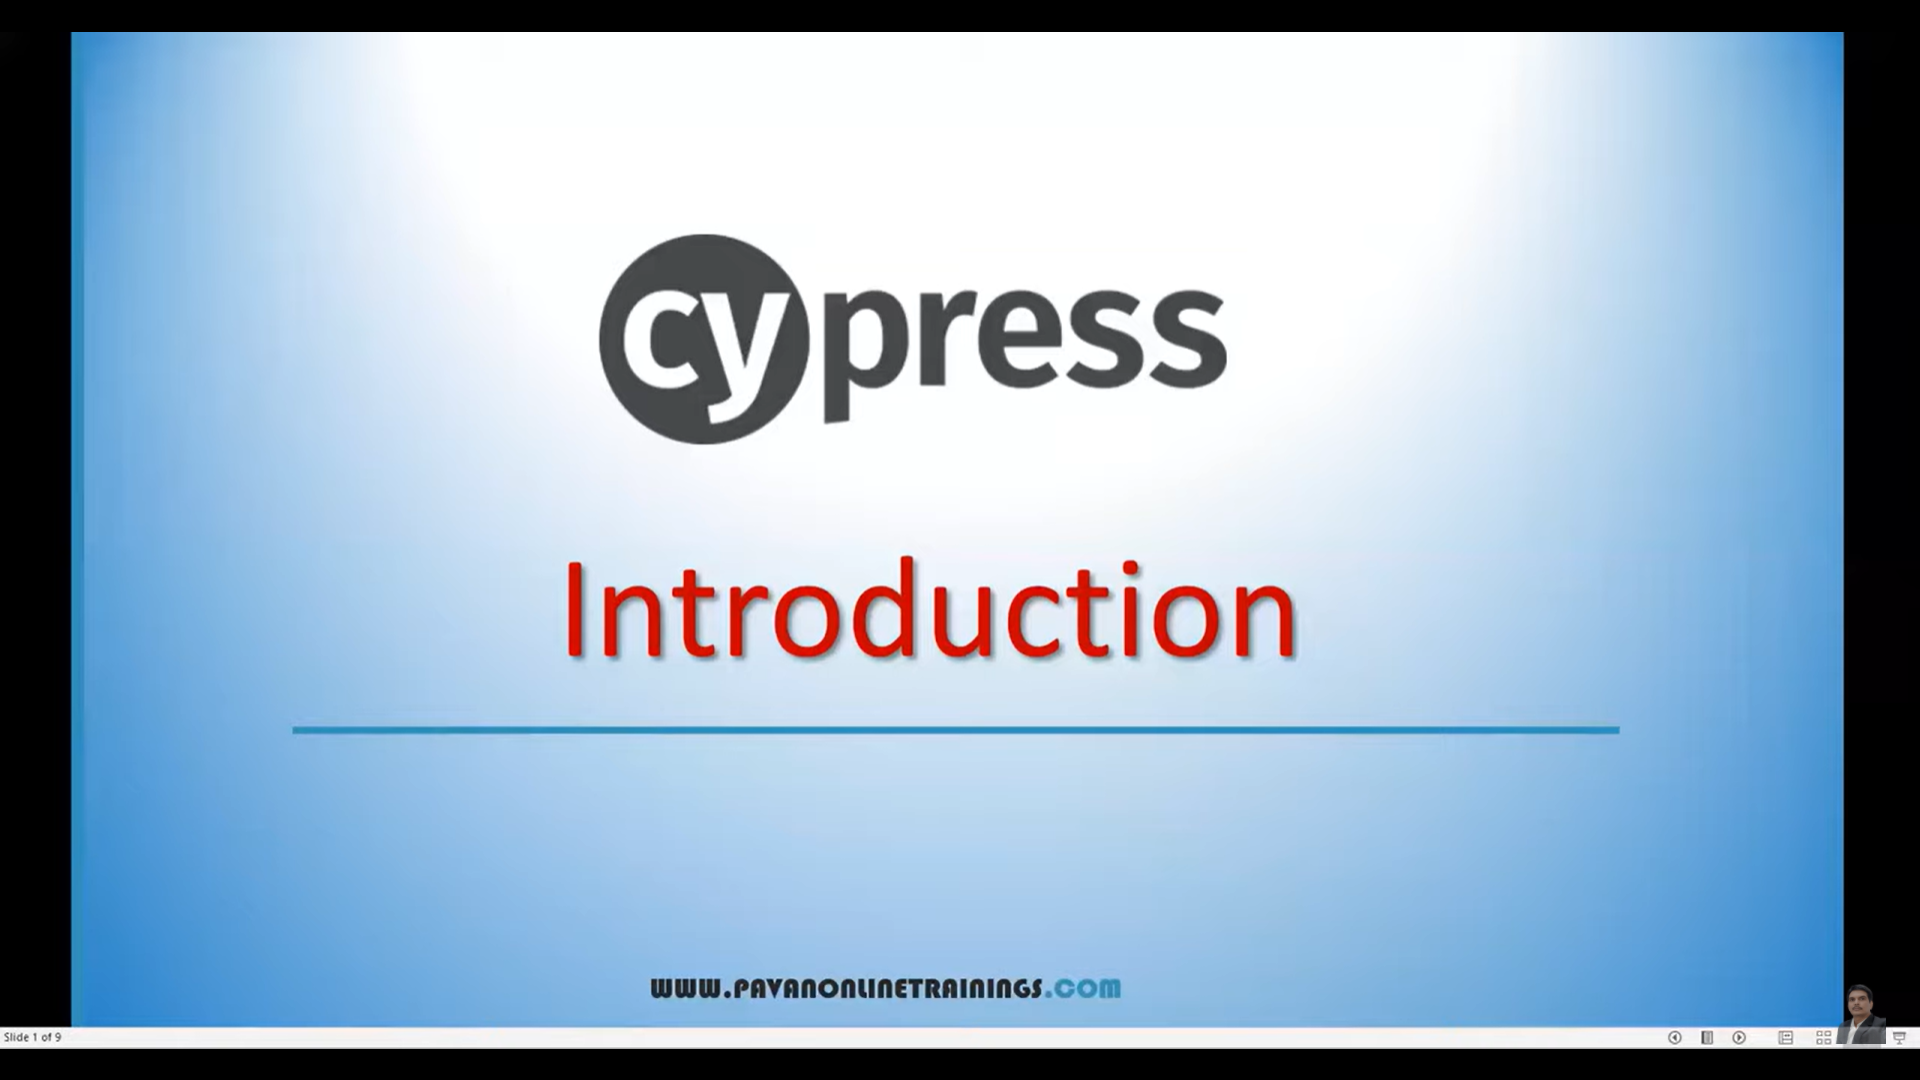 cypress
Introduction
WWW.PAVANONLINETRAININGS.COM
Slide 1 of 9